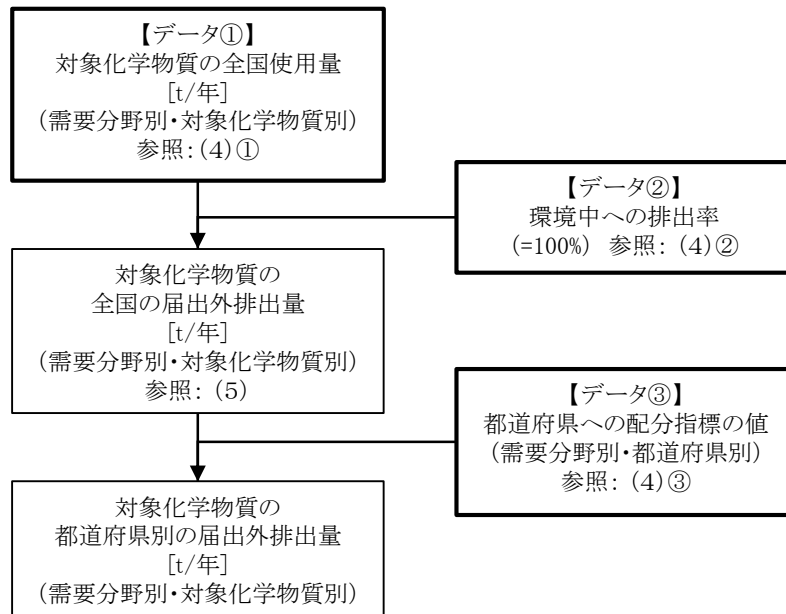 【データ①】
対象化学物質の全国使用量
[t/年]
(需要分野別・対象化学物質別)
参照：(4)①
【データ②】
環境中への排出率
(=100%) 参照：(4)②
対象化学物質の
全国の届出外排出量
[t/年]
(需要分野別・対象化学物質別)
参照：(5)
【データ③】
都道府県への配分指標の値
(需要分野別・都道府県別)
参照：(4)③
対象化学物質の
都道府県別の届出外排出量
[t/年]
(需要分野別・対象化学物質別)